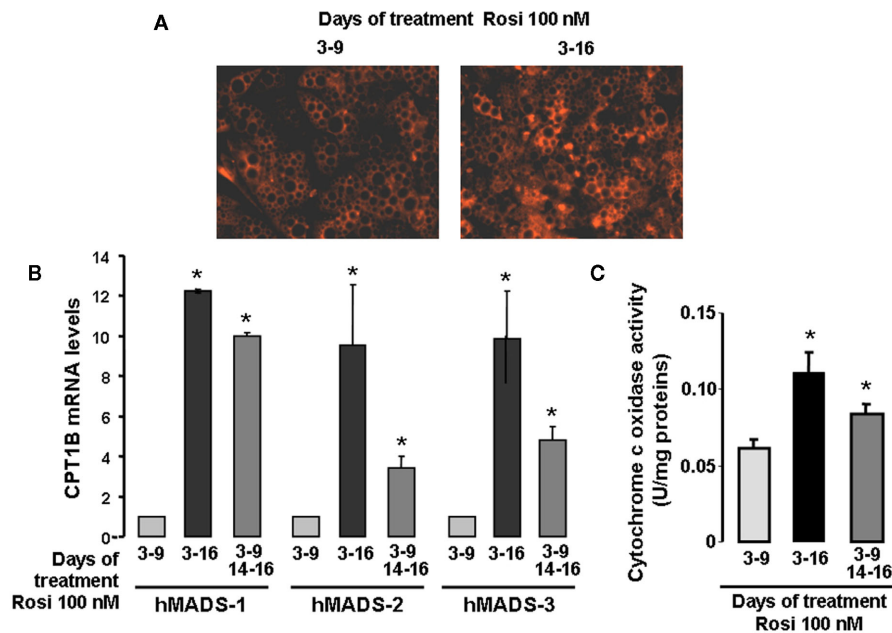 A
Days of treatment Rosi 100 nM
3-9 3-16
B
CPT1B mRNA levels
14
12
10
8
6
4
2
0
* * * * * *
3-9 3-16 3-9 14-16 3-9 3-16 3-9 14-16 3-9 3-16 3-9 14-16
Days of treatment Rosi 100 nM
hMADS-1 hMADS-2 hMADS-3
C
Cytochrome c oxidase activity
(U/mg proteins)
0.15
0.10
0.05
0
* *
3-9 3-16 3-9 14-16
Days of treatment
Rosi 100 nM